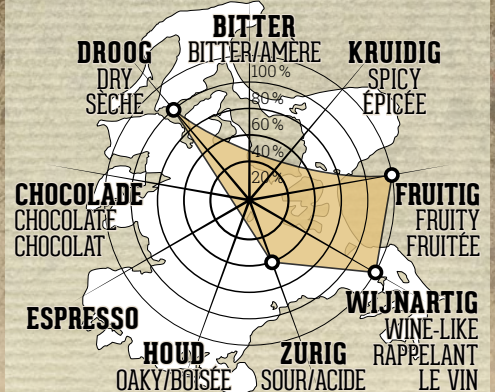 BITTER
BITTER/AMÈRE
DROOG
DRY
SÈCHE
KRUIDIG
SPICY
ÉPICÉE
100%
80%
60%
40%
20%
CHOCOLADE
CHOCOLATE
CHOCOLAT
FRUITIG
FRUITY
FRUITÉE
ESPRESSO
WIJNARTIG
WINE-LIKE
RAPPELANT
LE VIN
HOUD
OAKY/BOISÉE
ZURIG
SOUR/ACIDE